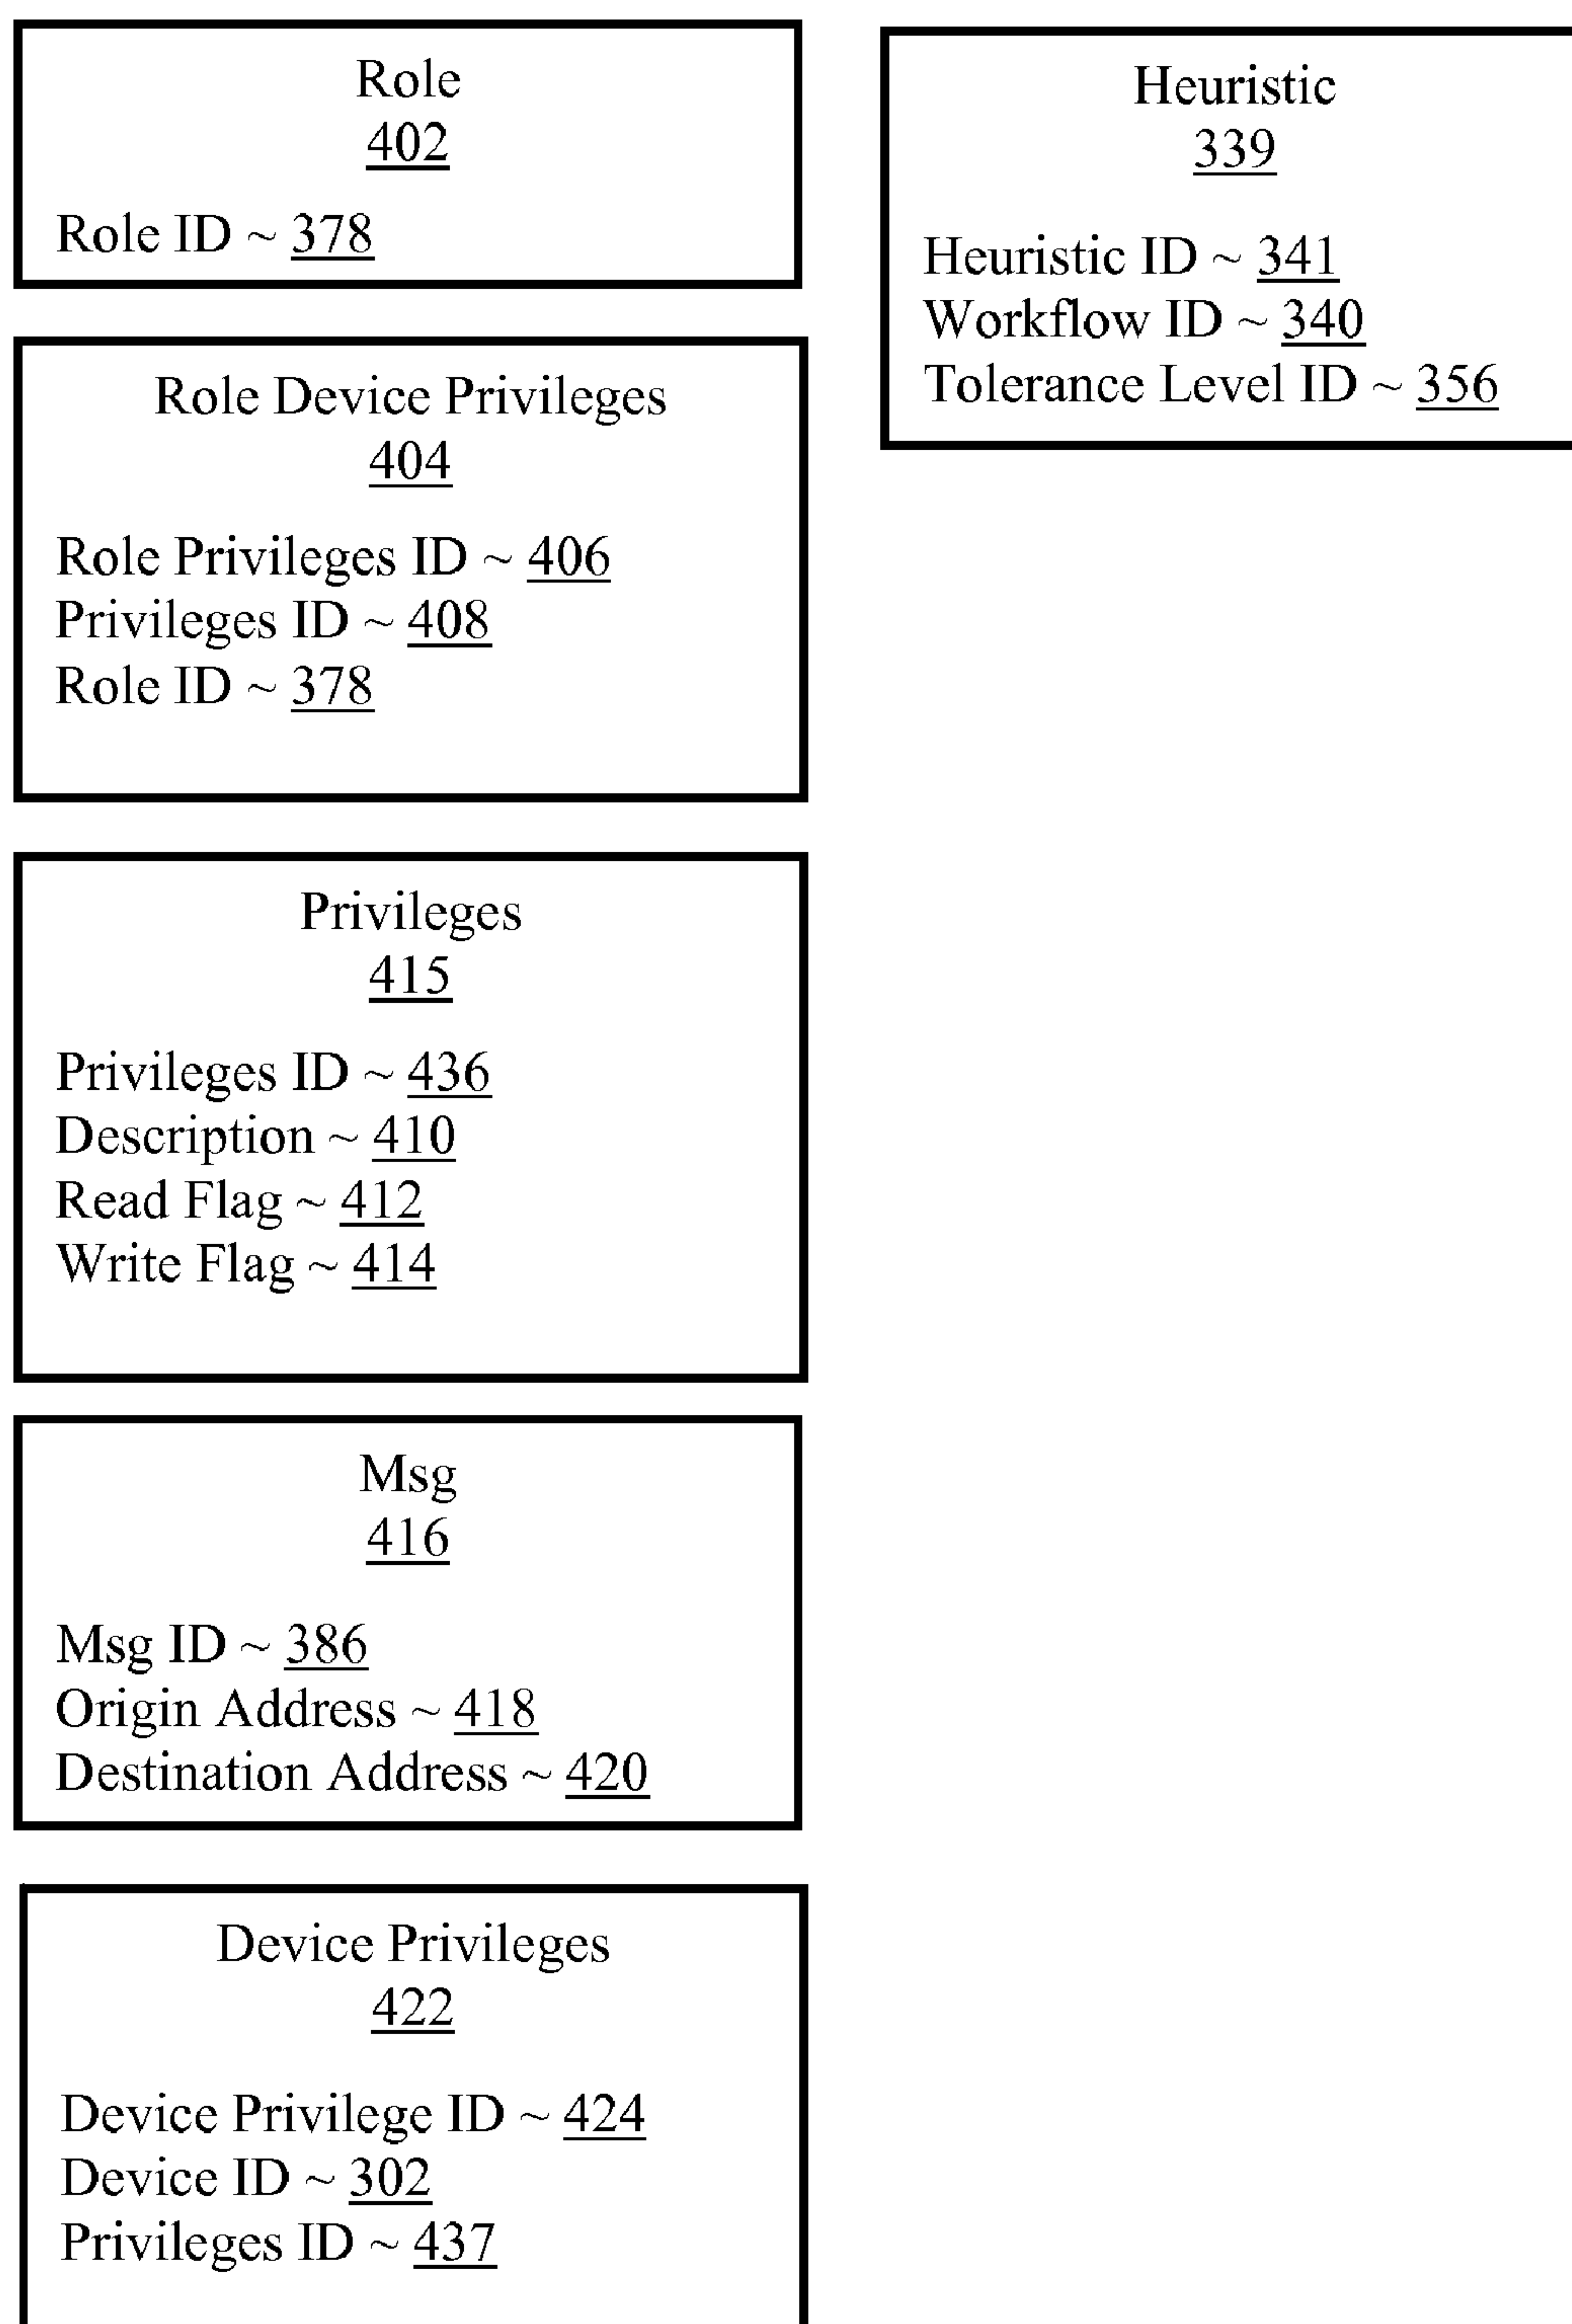 Role
402
Role ID ~ 378
Role Device Privileges
404
Role Privileges ID ~ 406
Privileges ID ~ 408
Role ID ~ 378
Privileges
415
Privileges ID ~ 436
Description ~ 410
Read Flag ~ 412
Write Flag ~ 414
Msg
416
Msg ID ~ 386
Origin Address ~ 418
Destination Address ~ 420
Device Privileges
422
Device Privilege ID ~ 424
Device ID ~ 302
Privileges ID ~ 437
Heuristic
339
Heuristic ID ~ 341
Workflow ID ~ 340
Tolerance Level ID ~ 356